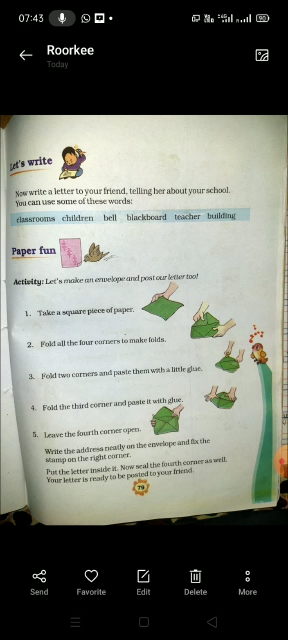 07:43
90
Roorkee
Today
Let's write
Now write a letter to your friend, telling her about your school.
You can use some of these words:
classrooms children bell blackboard teacher building
Paper fun
Activity: Let's make an envelope and post our letter too!
1. Take a square piece of paper.
2. Fold all the four corners to make folds.
3. Fold two corners and paste them with a little glue.
4. Fold the third corner and paste it with glue.
5. Leave the fourth corner open.
Write the address neatly on the envelope and fix the
stamp on the right corner.
Put the letter inside it. Now seal the fourth corner as well.
Your letter is ready to be posted to your friend.
79
Send Favorite Edit Delete More